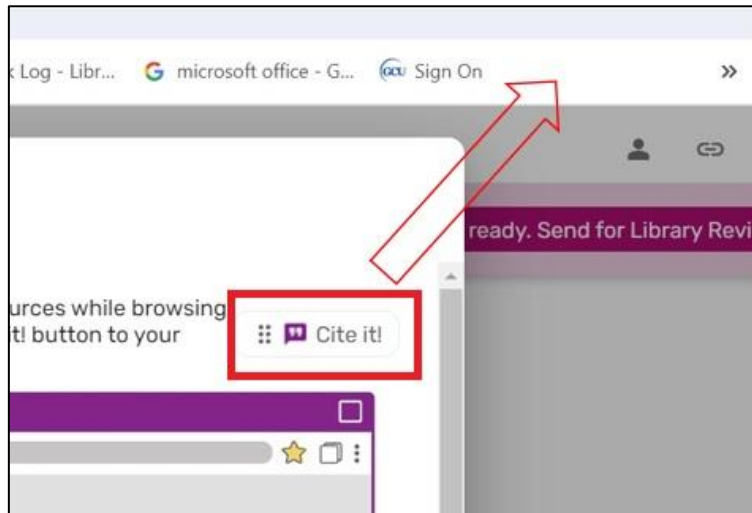 k Log - Libr... microsoft office - G... GCU Sign On »
ready. Send for Library Revi
urces while browsing
t! button to your
Cite it!